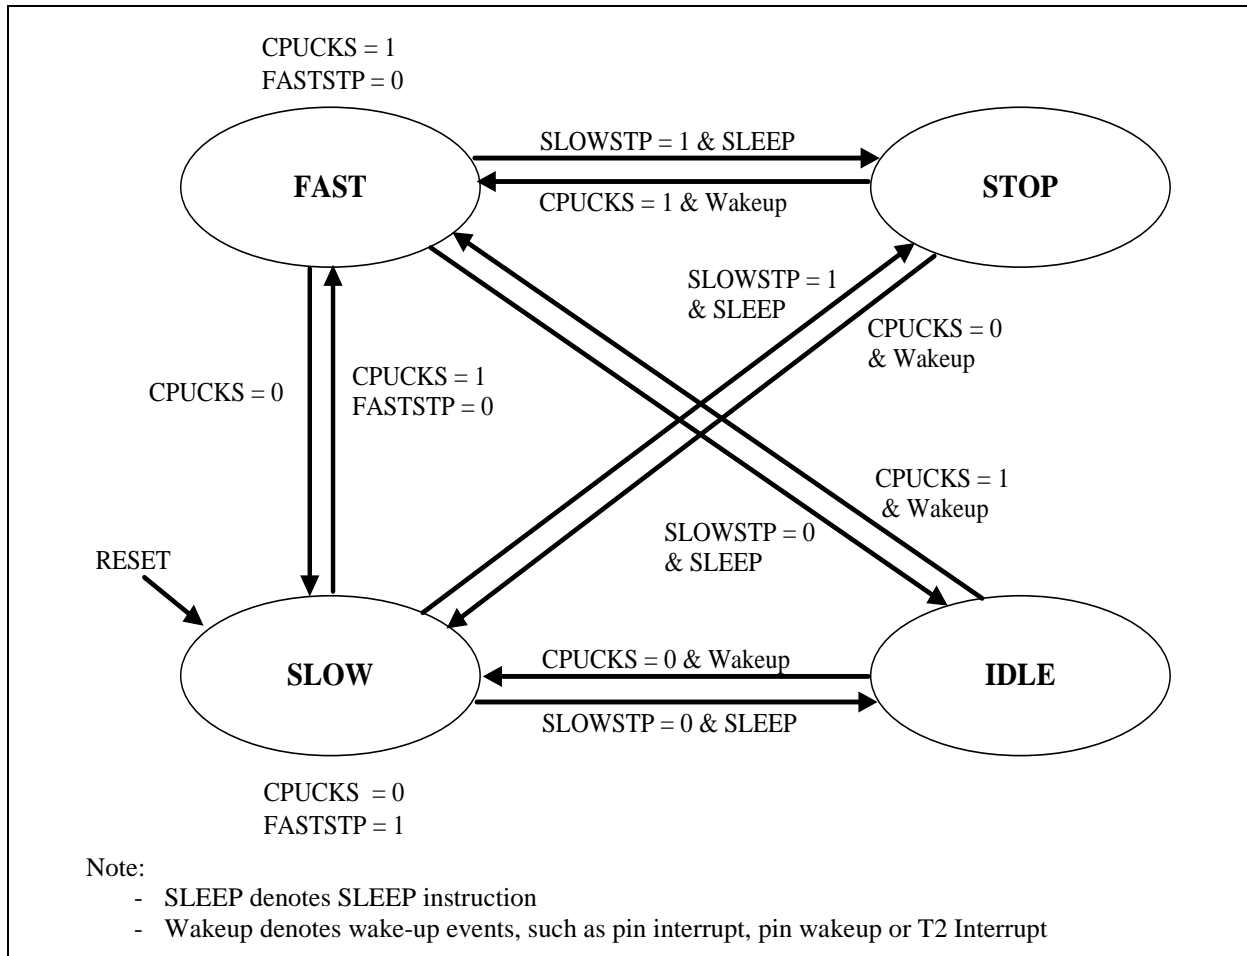 CPUCKS = 1
FASTSTP = 0
FAST
SLOWSTP = 1 & SLEEP
CPUCKS = 1 & Wakeup
STOP
SLOWSTP = 1
& SLEEP
CPUCKS = 0
& Wakeup
CPUCKS = 0
CPUCKS = 1
FASTSTP = 0
CPUCKS = 1
& Wakeup
SLOWSTP = 0
& SLEEP
RESET
SLOW
CPUCKS = 0 & Wakeup
SLOWSTP = 0 & SLEEP
IDLE
CPUCKS = 0
FASTSTP = 1
Note:
- SLEEP denotes SLEEP instruction
- Wakeup denotes wake-up events, such as pin interrupt, pin wakeup or T2 Interrupt